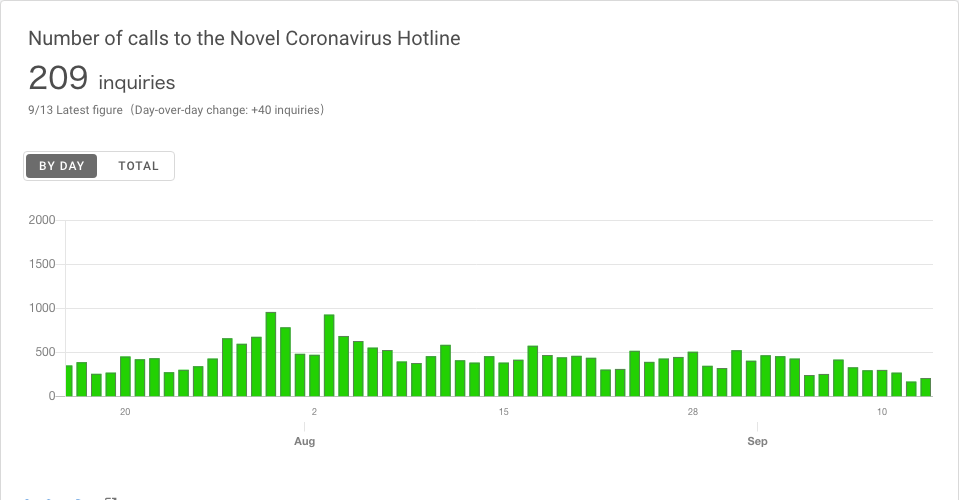 Number of calls to the Novel Coronavirus Hotline
209 inquiries
9/13 Latest figure（Day-over-day change: +40 inquiries）
BY DAY TOTAL
2000
1500
1000
500
0
20 2 15 28 10
Aug Sep